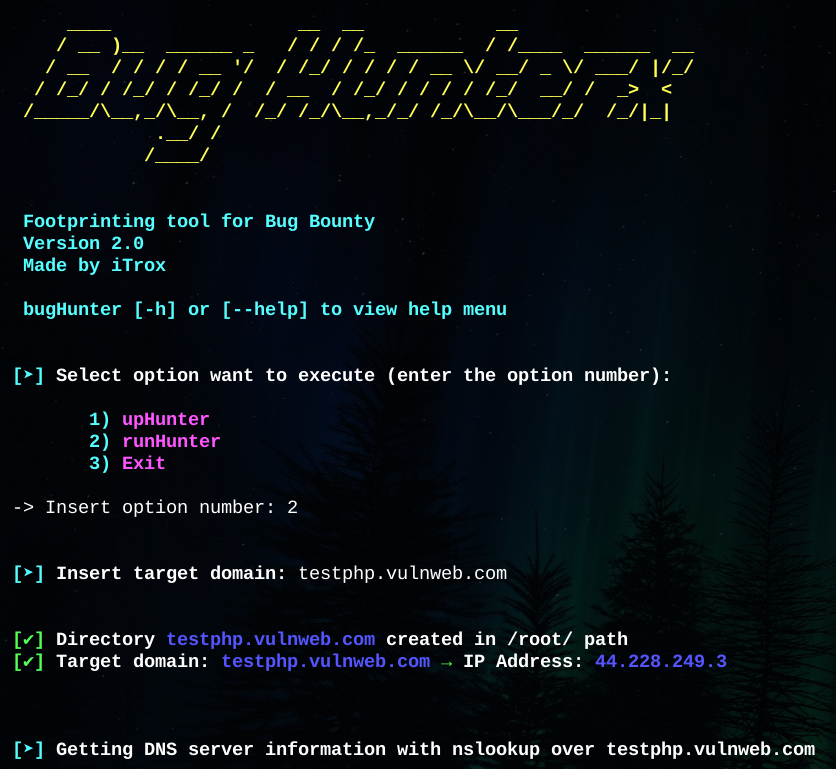 Bug Hunterx
Footprinting tool for Bug Bounty
Version 2.0
Made by iTrox
bugHunter [-h] or [--help] to view help menu
[➤] Select option want to execute (enter the option number):
1) upHunter
2) runHunter
3) Exit
-> Insert option number: 2
[➤] Insert target domain: testphp.vulnweb.com
[✔] Directory testphp.vulnweb.com created in /root/ path
[✔] Target domain: testphp.vulnweb.com → IP Address: 44.228.249.3
[➤] Getting DNS server information with nslookup over testphp.vulnweb.com